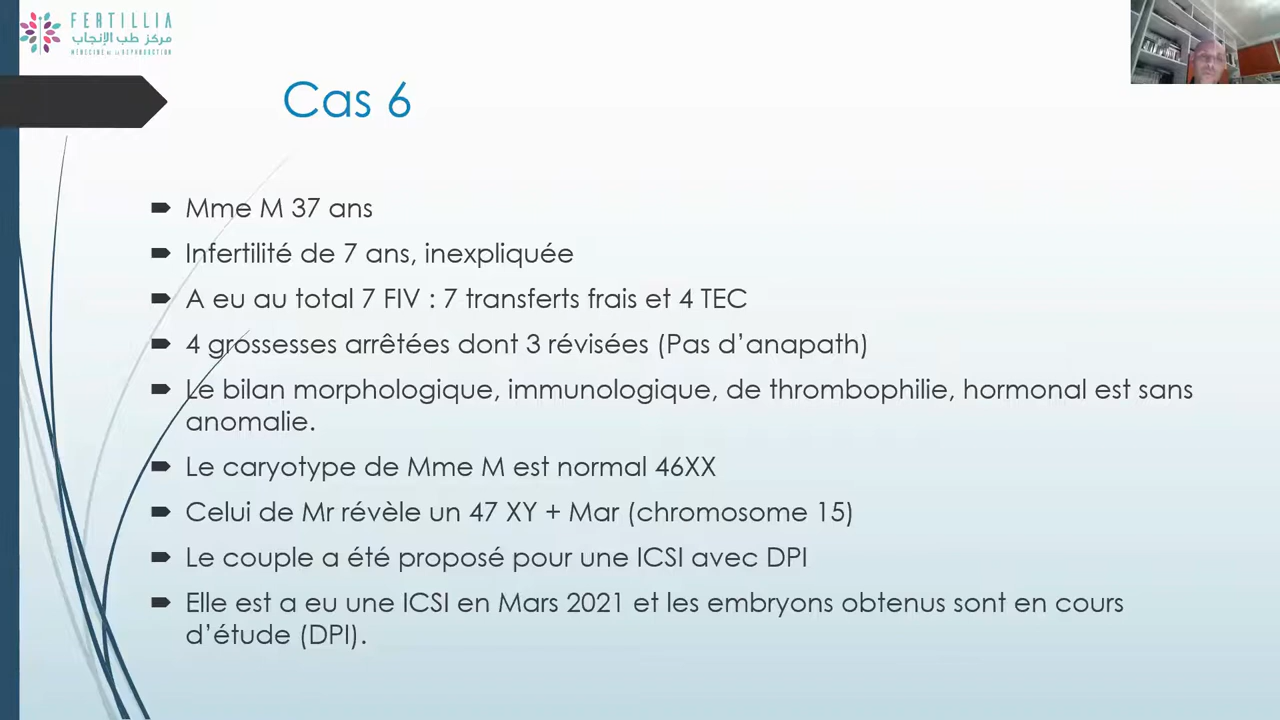 FERTILLIA
مركز طب الإنجاب
MÉDECINE DE LA REPRODUCTION
Cas 6
Mme M 37 ans
Infertilité de 7 ans, inexpliquée
A eu au total 7 FIV : 7 transferts frais et 4 TEC
4 grossesses arrêtées dont 3 révisées (Pas d’anapath)
Le bilan morphologique, immunologique, de thrombophilie, hormonal est sans
anomalie.
Le caryotype de Mme M est normal 46XX
Celui de Mr révèle un 47 XY + Mar (chromosome 15)
Le couple a été proposé pour une ICSI avec DPI
Elle est a eu une ICSI en Mars 2021 et les embryons obtenus sont en cours
d’étude (DPI).